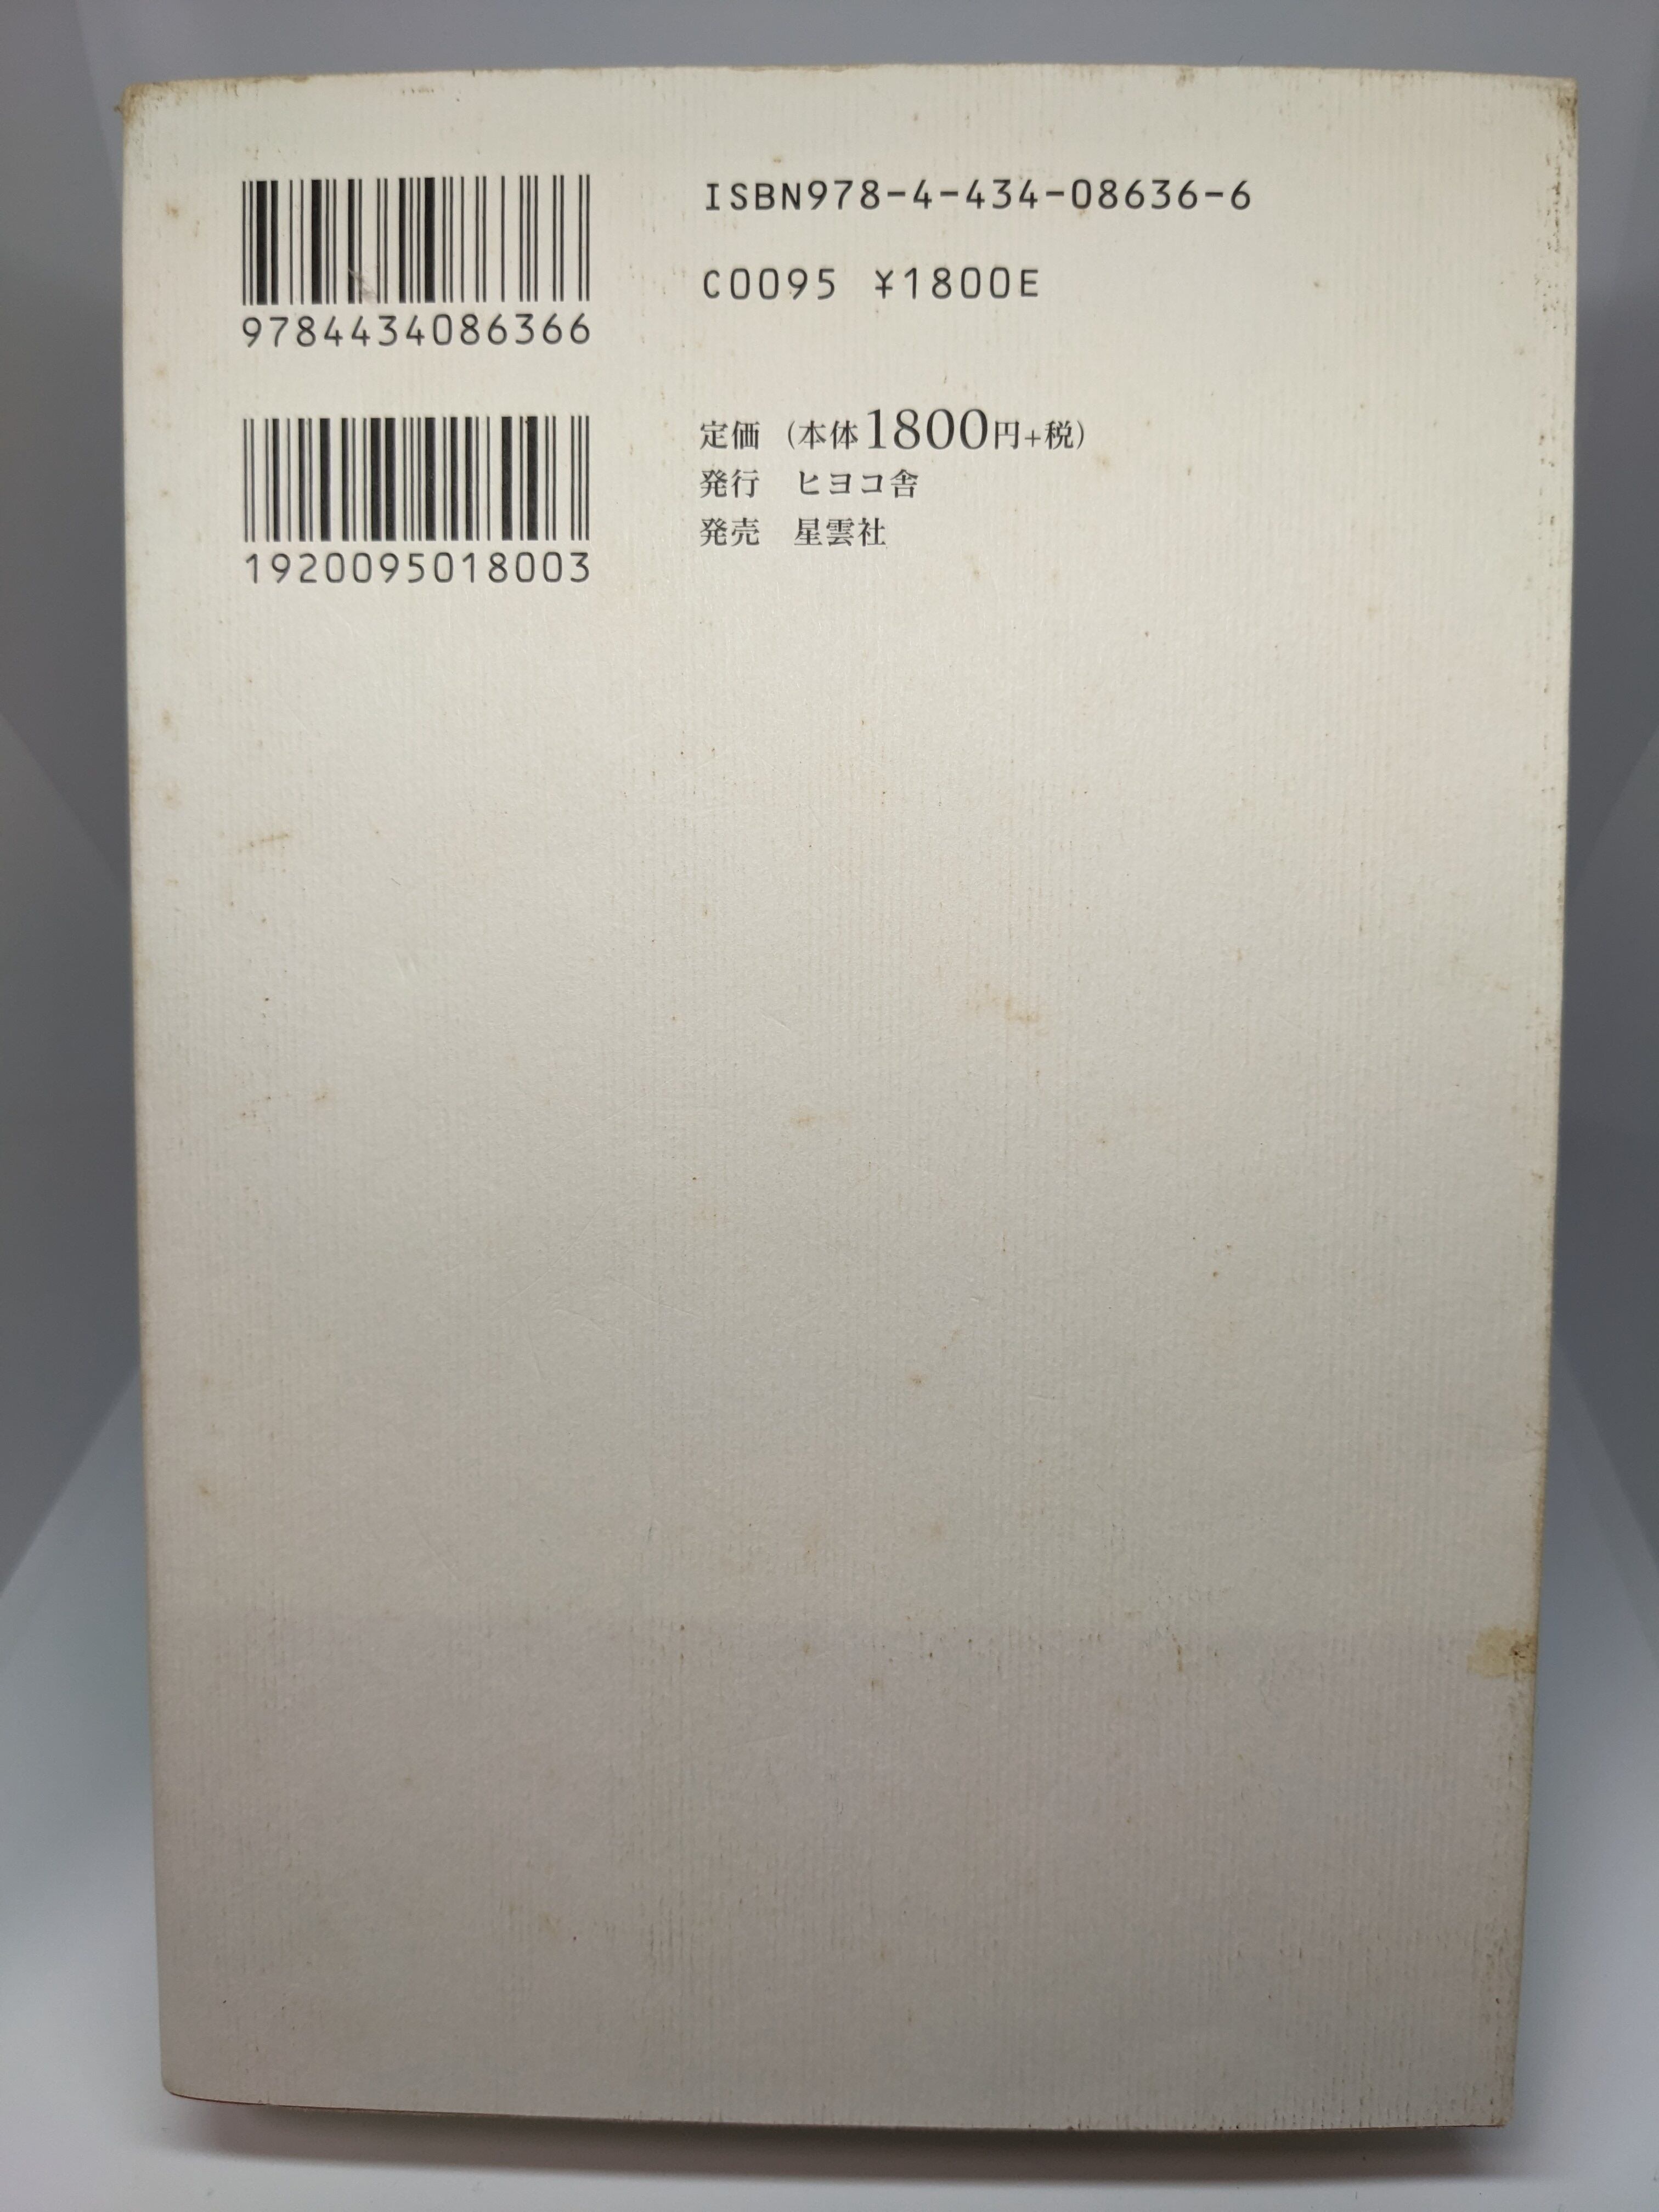 9784434086366
1920095018003
ISBN978-4-434-08636-6
C0095 ¥1800E
定価 (本体1800円+税)
発行 ヒヨコ舎
発売 星雲社